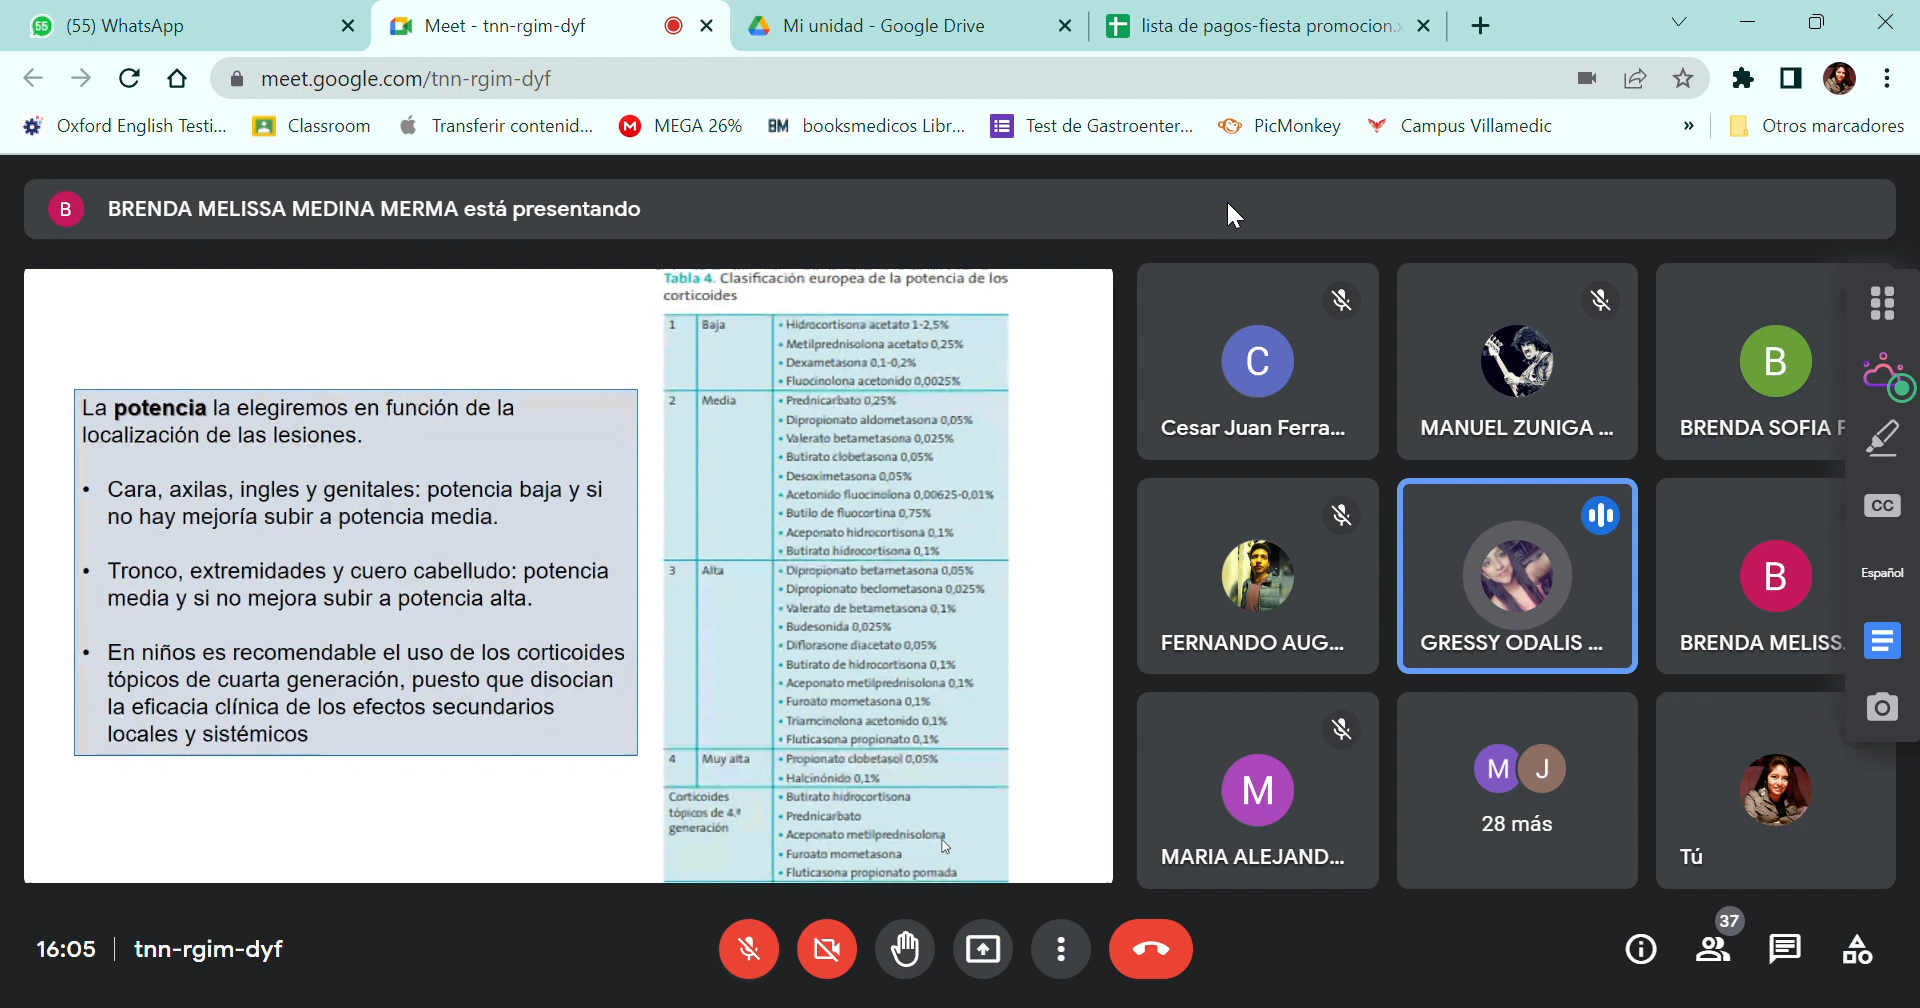 55
(55) WhatsApp
Meet - tnn-rgim-dyf
Mi unidad - Google Drive
lista de pagos-fiesta promocion.x
meet.google.com/tnn-rgim-dyf
Oxford English Testi...
Classroom
Transferir contenid...
MEGA 26%
BM booksmedicos Libr...
Test de Gastroenter...
PicMonkey
Campus Villamedic
»
Otros marcadores
B
BRENDA MELISSA MEDINA MERMA está presentando
La potencia la elegiremos en función de la
localización de las lesiones.
• Cara, axilas, ingles y genitales: potencia baja y si
no hay mejoría subir a potencia media.
• Tronco, extremidades y cuero cabelludo: potencia
media y si no mejora subir a potencia alta.
• En niños es recomendable el uso de los corticoides
tópicos de cuarta generación, puesto que disocian
la eficacia clínica de los efectos secundarios
locales y sistémicos
Tabla 4. Clasificación europea de la potencia de los
corticoides
1 Baja • Hidrocortisona acetato 1-2,5%
• Metilprednisolona acetato 0,25%
• Dexametasona 0,1-0,2%
• Fluocinolona acetonido 0,0025%
2 Media • Prednicarbato 0,25%
• Dipropionato aldometasona 0,05%
• Valerato betametasona 0,025%
• Butirato clobetasona 0,05%
• Desoximetasona 0,05%
• Acetonido fluocinolona 0,00625-0,01%
• Butilo de fluocortina 0,75%
• Aceponato hidrocortisona 0,1%
• Butirato hidrocortisona 0,1%
3 Alta • Dipropionato betametasona 0,05%
• Dipropionato beclometasona 0,025%
• Valerato de betametasona 0,1%
• Budesonida 0,025%
• Diflorasone diacetato 0,05%
• Butirato de hidrocortisona 0,1%
• Aceponato metilprednisolona 0,1%
• Furoato mometasona 0,1%
• Triamcinolona acetonido 0,1%
• Fluticasona propionato 0,1%
4 Muy alta • Propionato clobetasol 0,05%
• Halcinónido 0,1%
Corticoides
tópicos de 4.ª
generación
• Butirato hidrocortisona
• Prednicarbato
• Aceponato metilprednisolona
• Furoato mometasona
• Fluticasona propionato pomada
C
Cesar Juan Ferra...
MANUEL ZUNIGA ...
B
BRENDA SOFIA F
FERNANDO AUG...
GRESSY ODALIS ...
B
BRENDA MELISS.
M
MARIA ALEJAND...
M J
28 más
Tú
CC
Español
16:05 | tnn-rgim-dyf
37